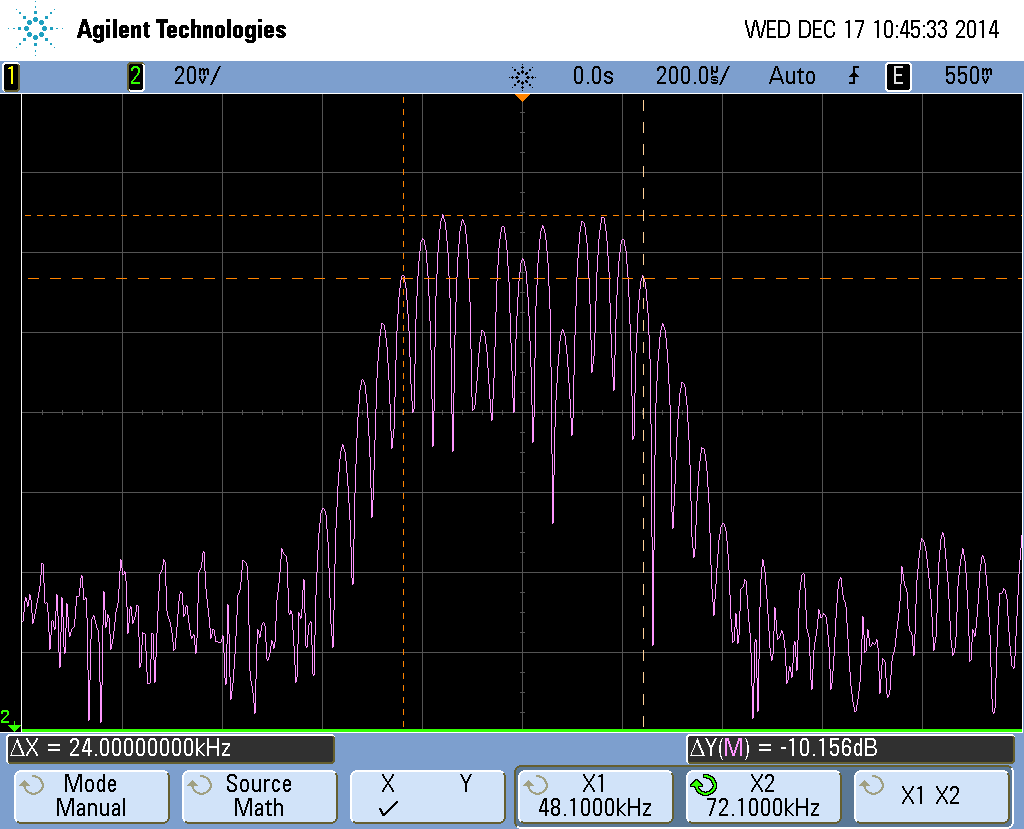 Agilent Technologies WED DEC 17 10:45:33 2014
1 2 20mV/ 0.0s 200.0µs/ Auto E 550mV
2
ΔX = 24.00000000kHz ΔY(M) = -10.156dB
Mode Source X Y X1 X2 X1 X2
Manual Math ✓ 48.1000kHz 72.1000kHz